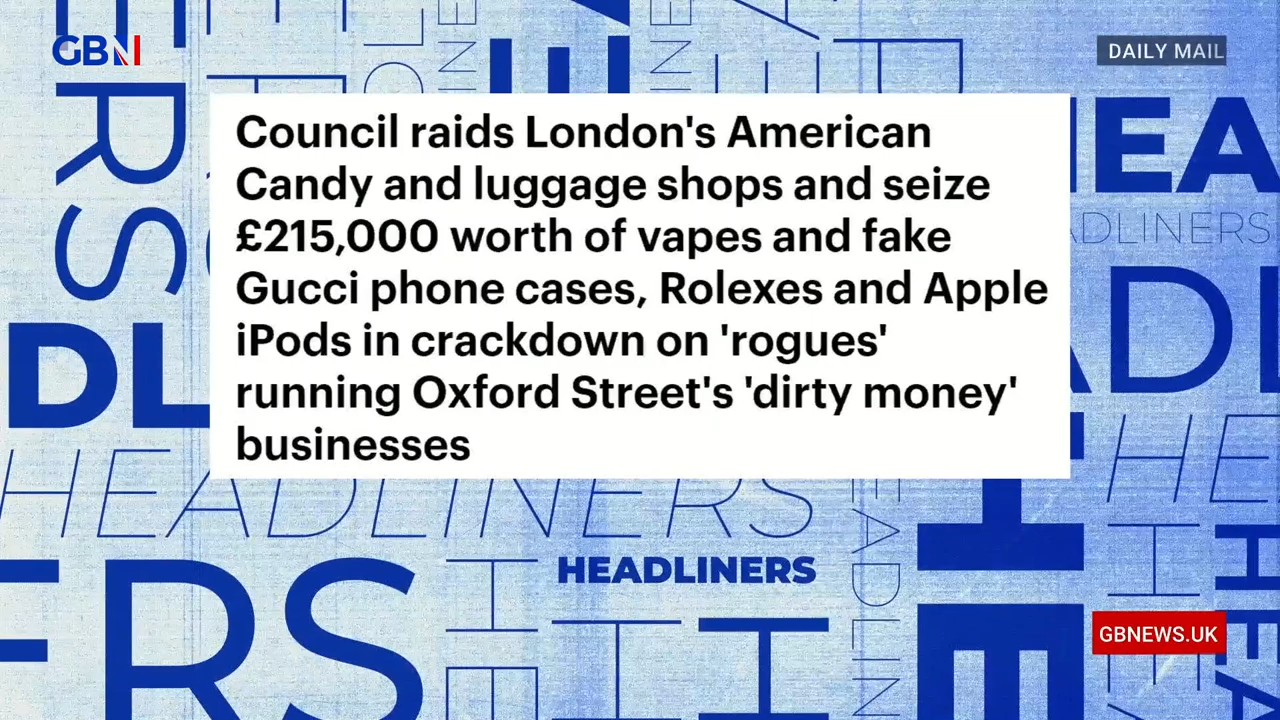 GBN
DAILY MAIL
Council raids London's American
Candy and luggage shops and seize
£215,000 worth of vapes and fake
Gucci phone cases, Rolexes and Apple
iPods in crackdown on 'rogues'
running Oxford Street's 'dirty money'
businesses
HEADLINERS
HEADLINERS
GBNEWS.UK